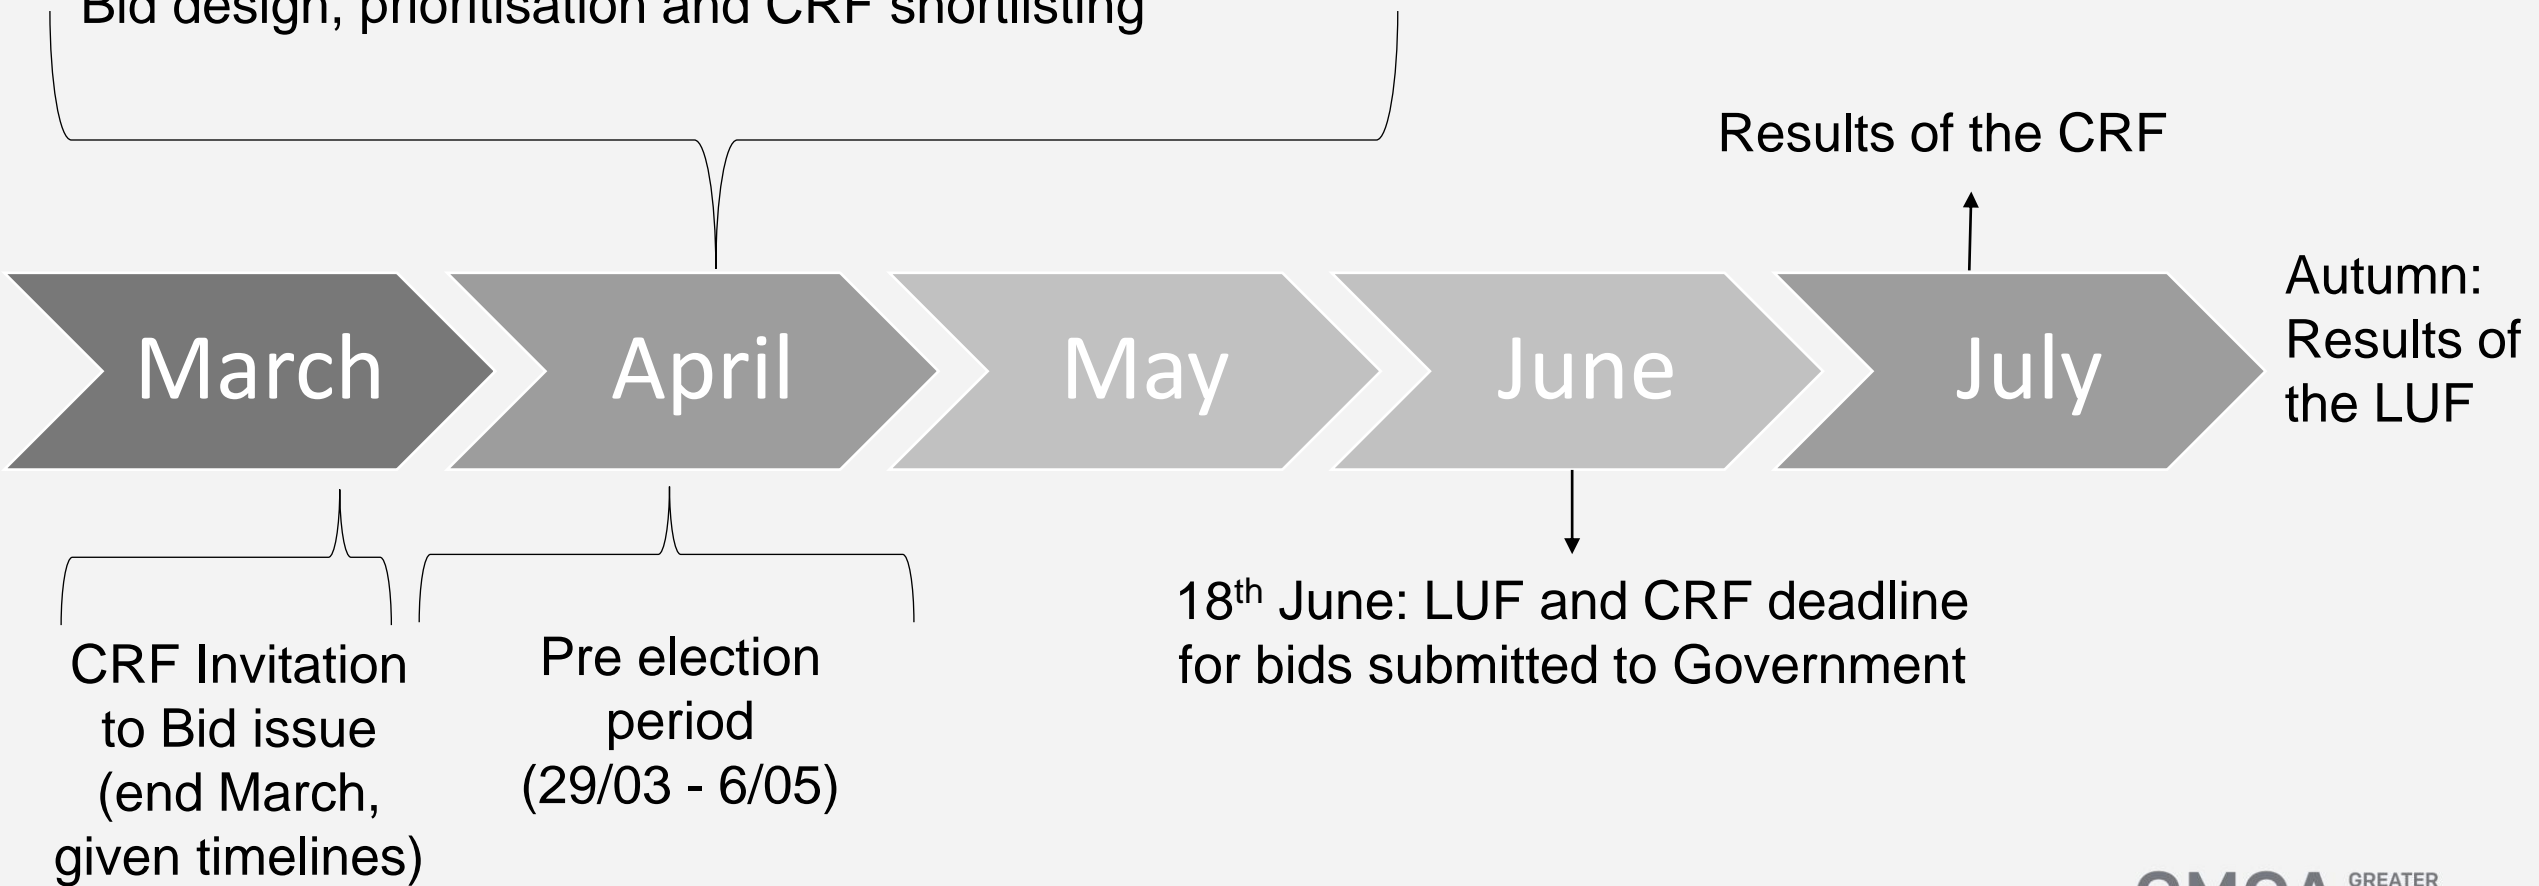 Bid design, prioritisation and CRF shortlisting
Results of the CRF
March
April
May
June
July
Autumn:
Results of
the LUF
CRF Invitation
to Bid issue
(end March,
given timelines)
Pre election
period
(29/03 - 6/05)
18th June: LUF and CRF deadline
for bids submitted to Government
GMCA
GREATER